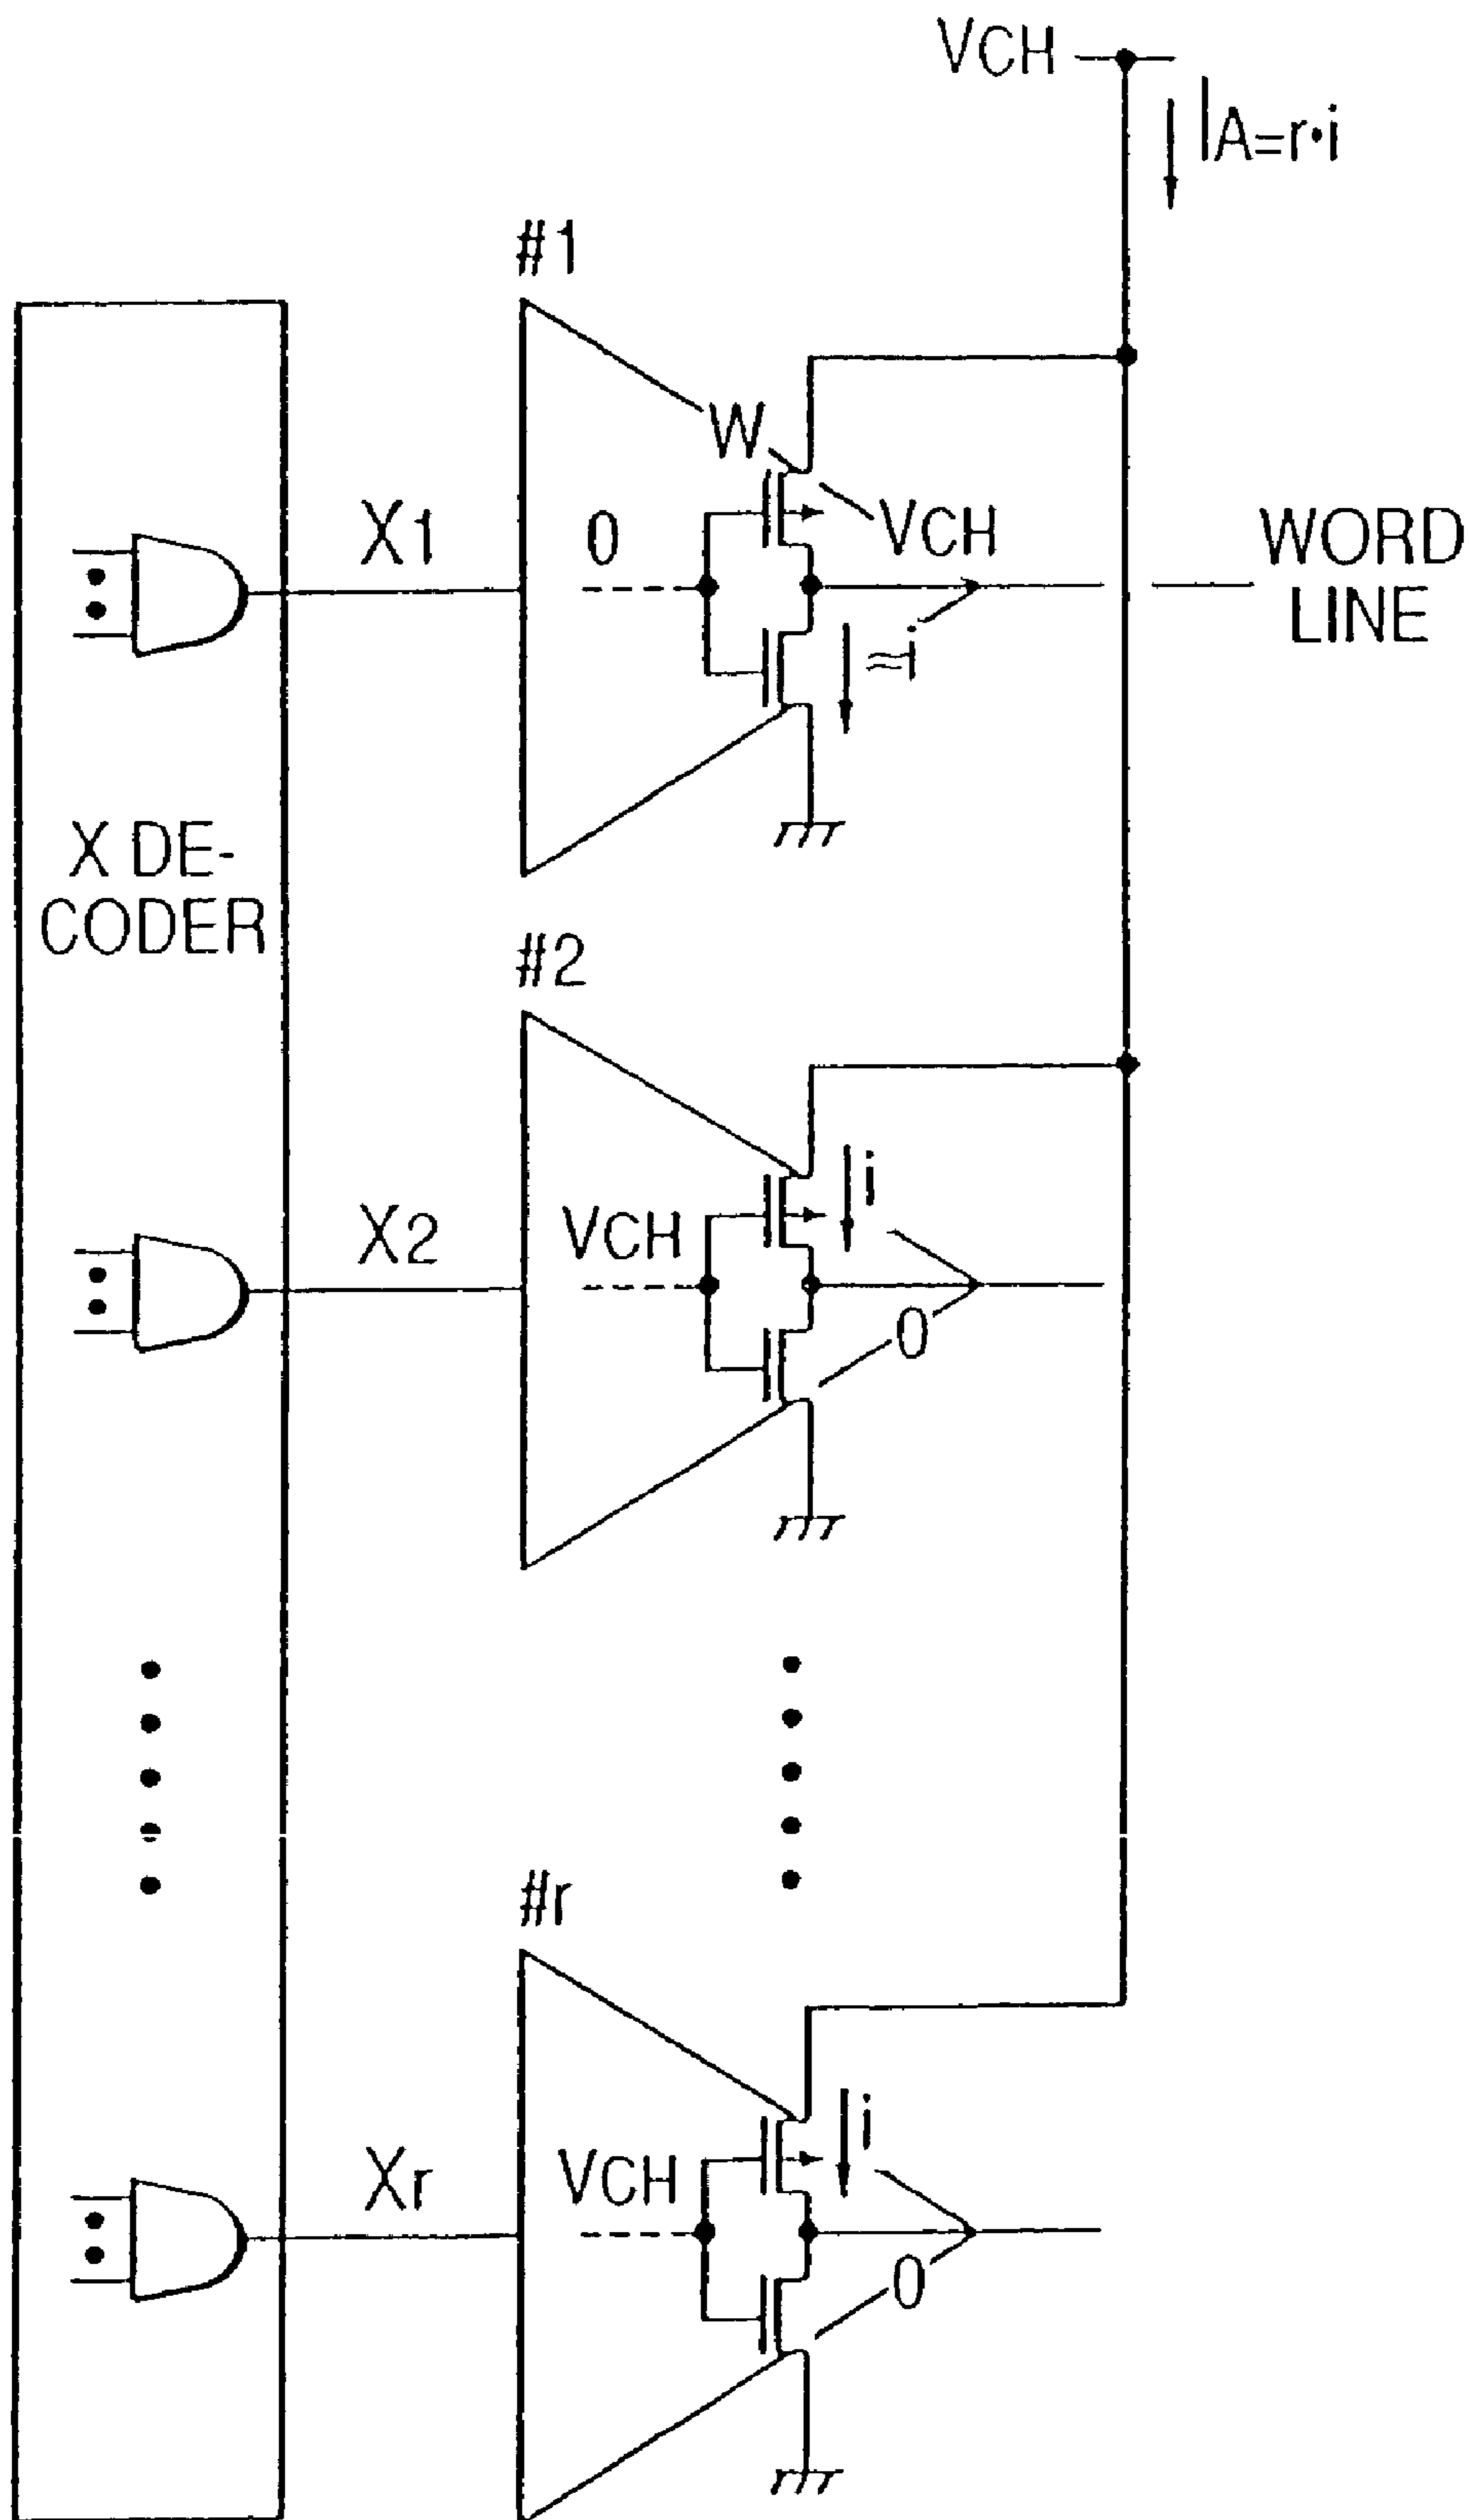 VCH
IA=r·i
#1
W
X1
0
VCH
WORD
LINE
≈i
X DE-
CODER
#2
i
X2
VCH
0
#r
i
Xr
VCH
0